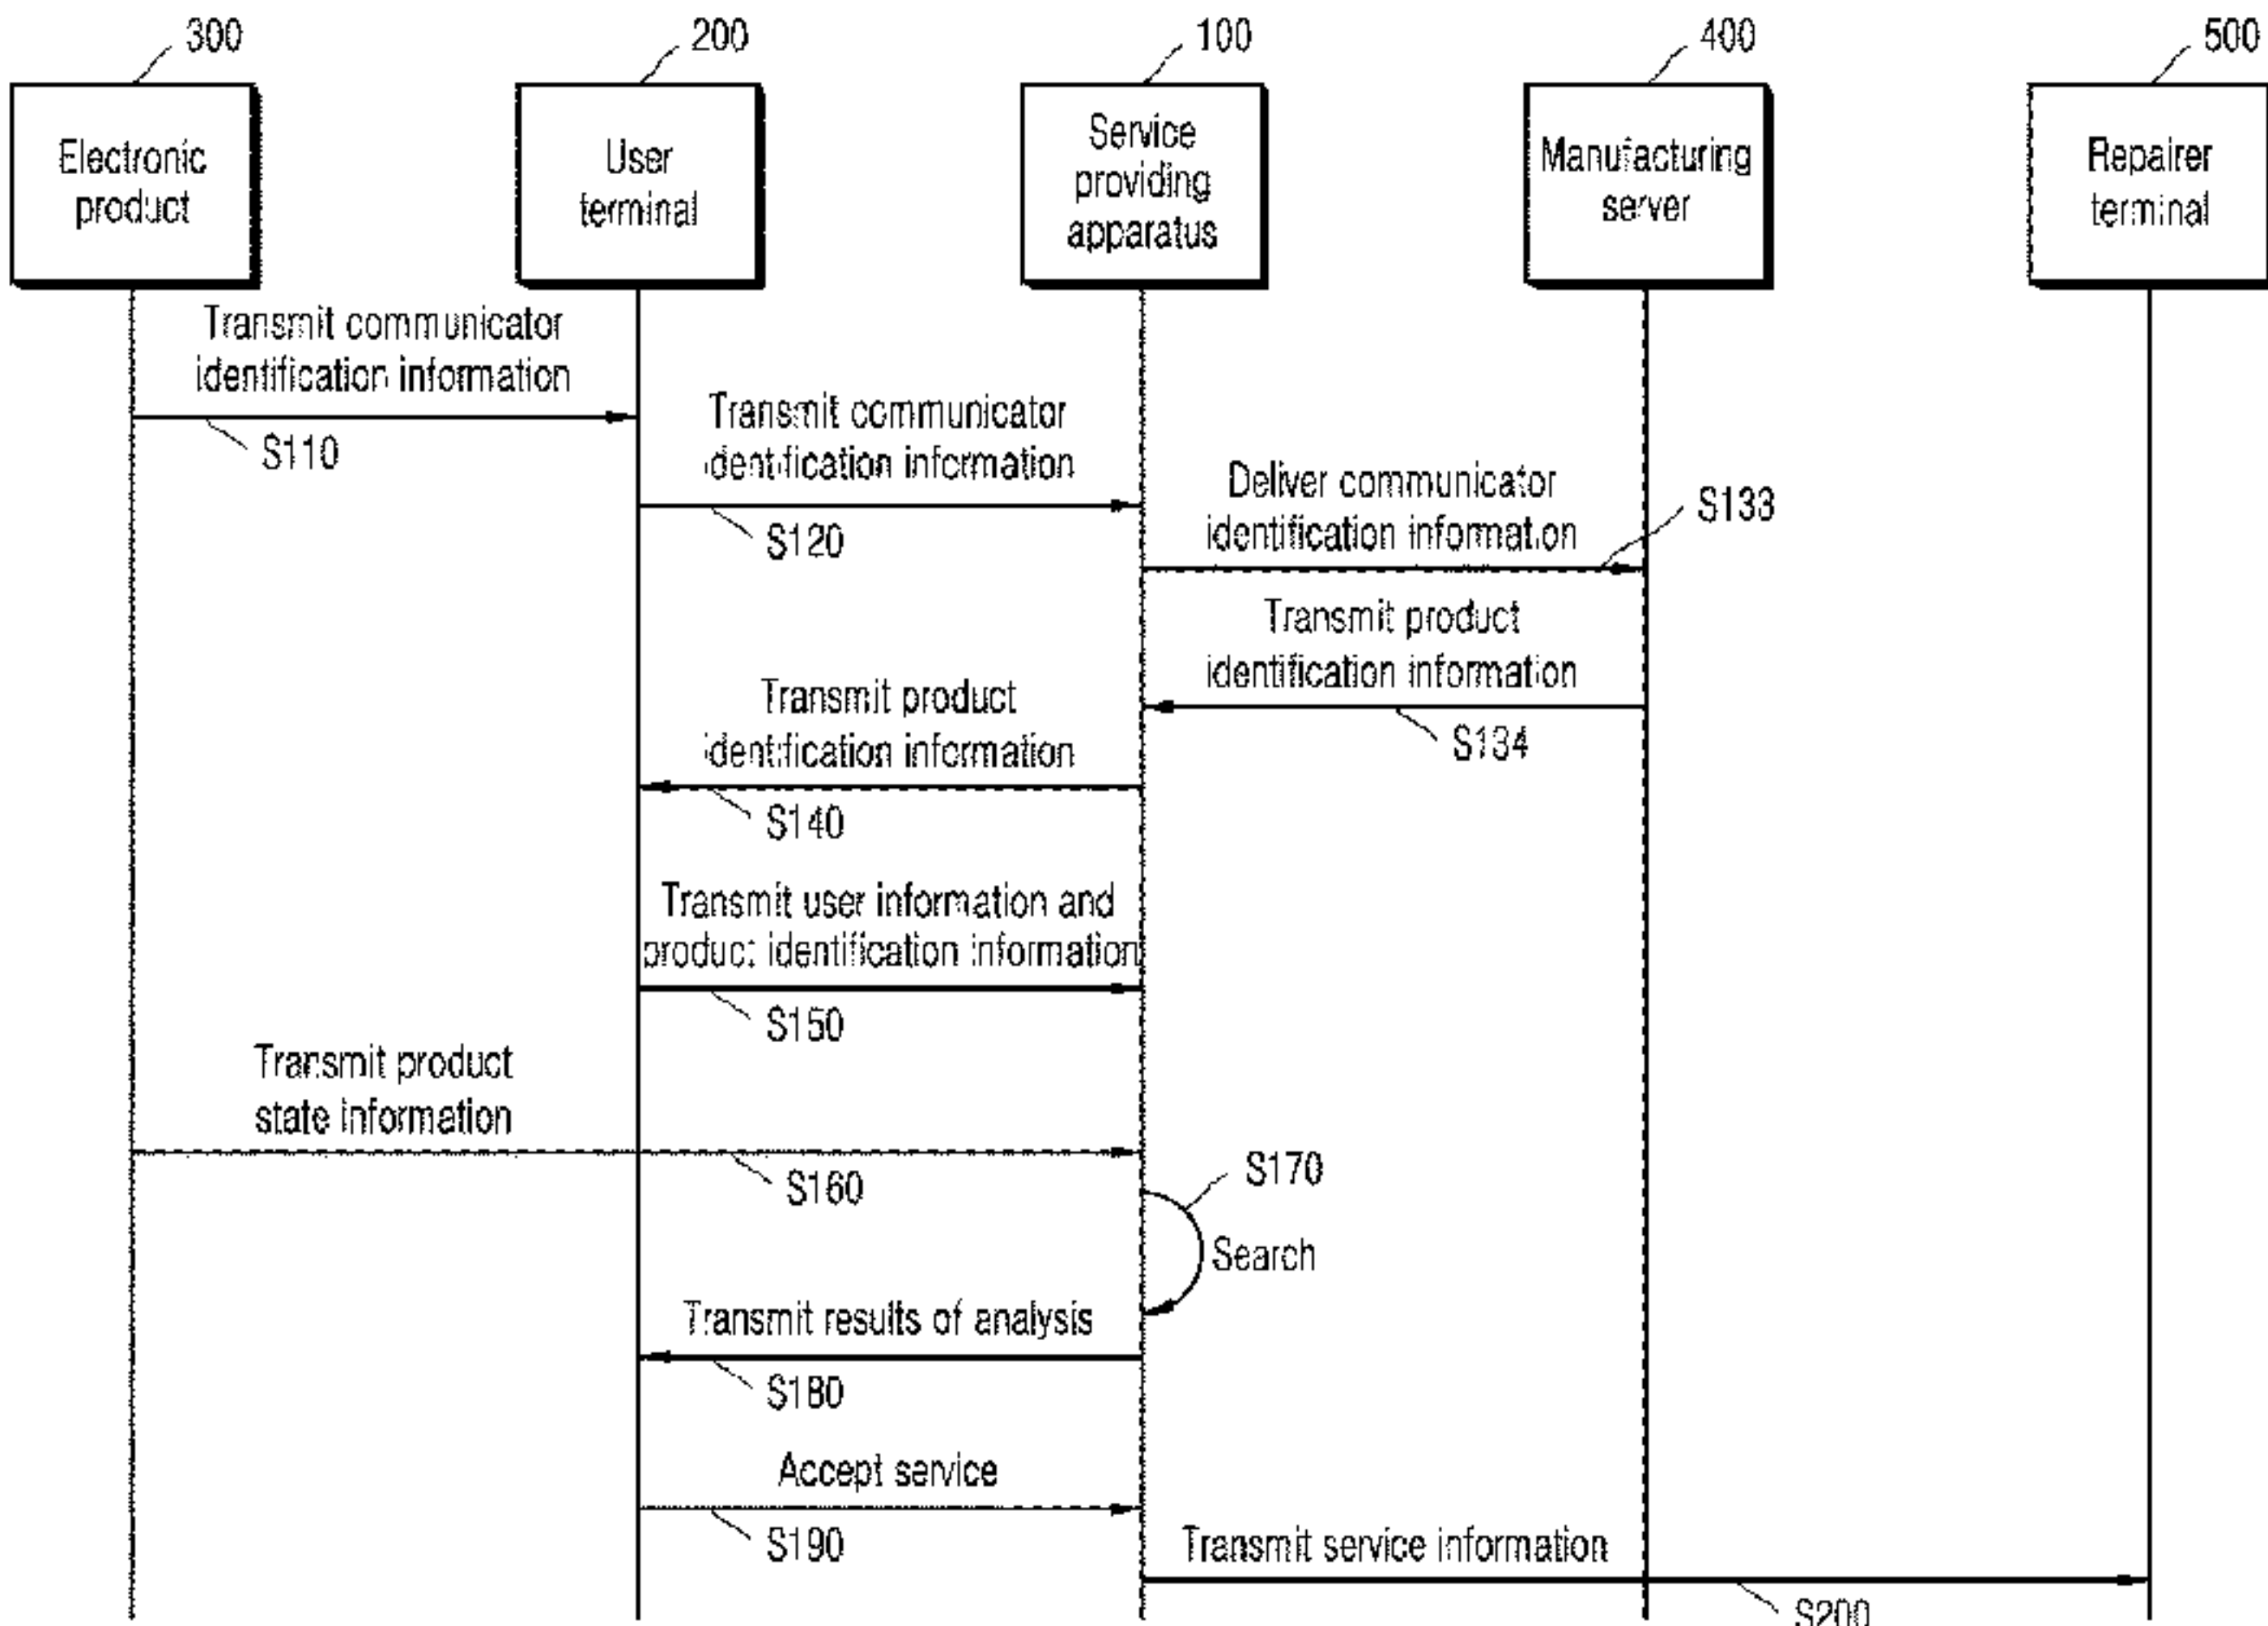 300
200
100
400
500
Electronic
product
User
terminal
Service
providing
apparatus
Manufacturing
server
Repairer
terminal
Transmit communicator
identification information
S110
Transmit communicator
identification information
S120
Deliver communicator
identification information
S133
Transmit product
identification information
S134
Transmit product
identification information
S140
Transmit user information and
product identification information
S150
Transmit product
state information
S160
S170
Search
Transmit results of analysis
S180
Accept service
S190
Transmit service information
S200